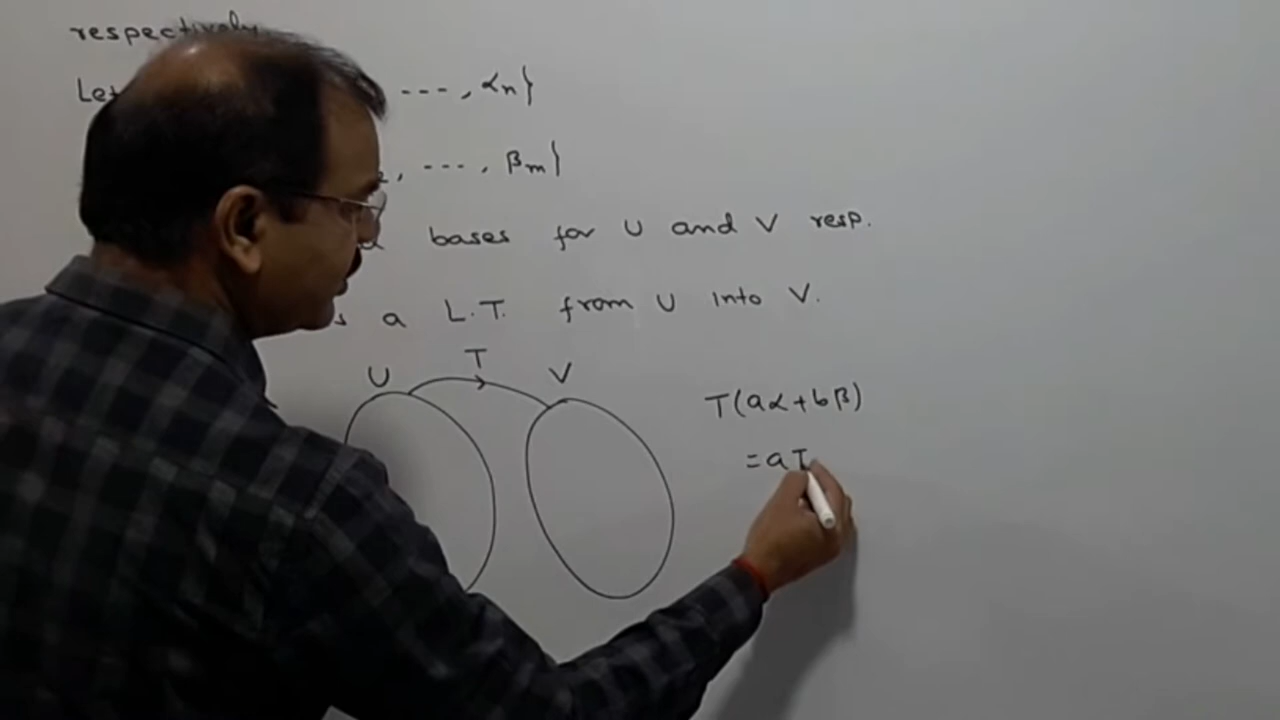 respectively
Let ---, αn}
, ---, βm}
bases for U and V resp.
a L.T. from U into V.
U T V
T(aα+bβ)
= aT